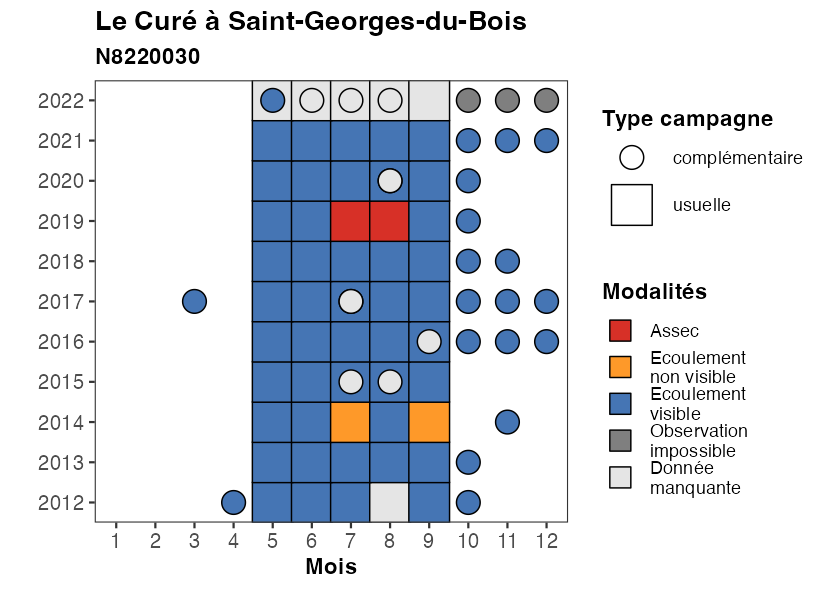 Le Curé à Saint-Georges-du-Bois
N8220030
2022
2021
2020
2019
2018
2017
2016
2015
2014
2013
2012
1 2 3 4 5 6 7 8 9 10 11 12
Mois
Type campagne
complémentaire
usuelle
Modalités
Assec
Ecoulement
non visible
Ecoulement
visible
Observation
impossible
Donnée
manquante